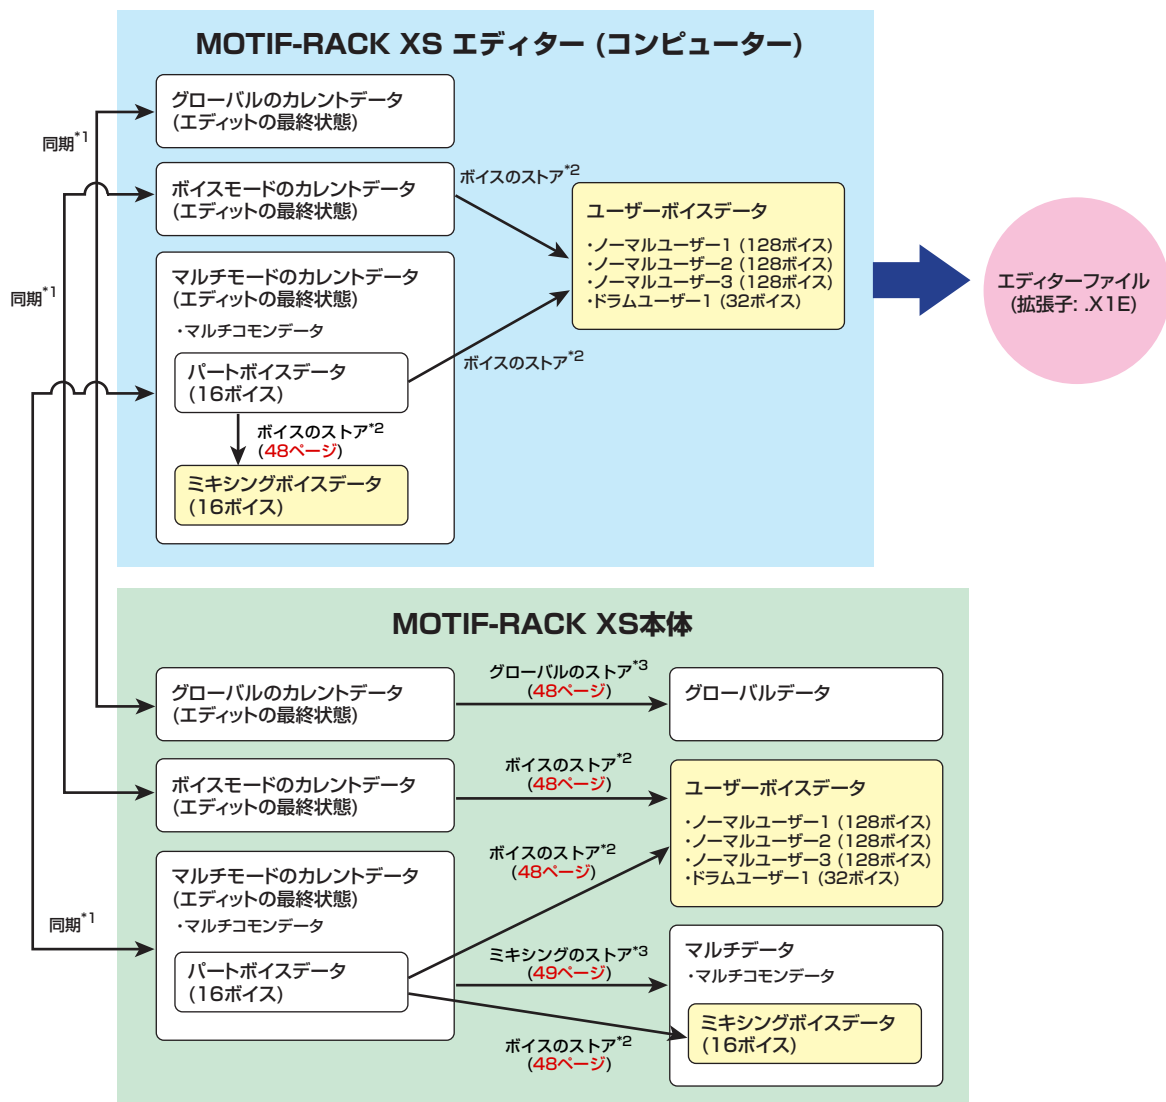 MOTIF-RACK XS エディター (コンピューター)
グローバルのカレントデータ
(エディットの最終状態)
同期*1
ボイスモードのカレントデータ
(エディットの最終状態)
ボイスのストア*2
同期*1
マルチモードのカレントデータ
(エディットの最終状態)
・マルチコモンデータ
パートボイスデータ
(16ボイス)
ボイスのストア*2
ボイスのストア*2
(48ページ)
ミキシングボイスデータ
(16ボイス)
ユーザーボイスデータ
・ノーマルユーザー1 (128ボイス)
・ノーマルユーザー2 (128ボイス)
・ノーマルユーザー3 (128ボイス)
・ドラムユーザー1 (32ボイス)
エディターファイル
(拡張子: .X1E)
MOTIF-RACK XS本体
グローバルのカレントデータ
(エディットの最終状態)
グローバルのストア*3
(48ページ)
グローバルデータ
ボイスモードのカレントデータ
(エディットの最終状態)
ボイスのストア*2
(48ページ)
ユーザーボイスデータ
・ノーマルユーザー1 (128ボイス)
・ノーマルユーザー2 (128ボイス)
・ノーマルユーザー3 (128ボイス)
・ドラムユーザー1 (32ボイス)
ボイスのストア*2
(48ページ)
同期*1
マルチモードのカレントデータ
(エディットの最終状態)
・マルチコモンデータ
パートボイスデータ
(16ボイス)
ミキシングのストア*3
(49ページ)
ボイスのストア*2
(48ページ)
マルチデータ
・マルチコモンデータ
ミキシングボイスデータ
(16ボイス)